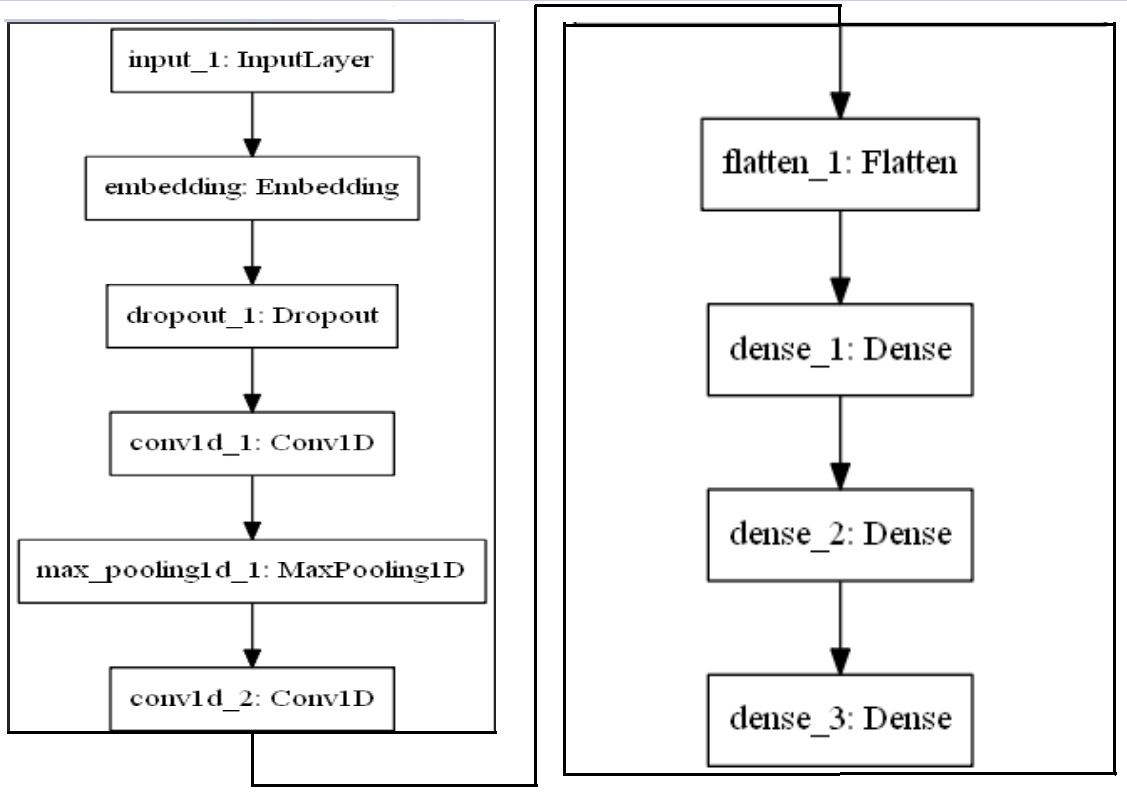 input_1: InputLayer
embedding: Embedding
dropout_1: Dropout
conv1d_1: Conv1D
max_pooling1d_1: MaxPooling1D
conv1d_2: Conv1D
flatten_1: Flatten
dense_1: Dense
dense_2: Dense
dense_3: Dense